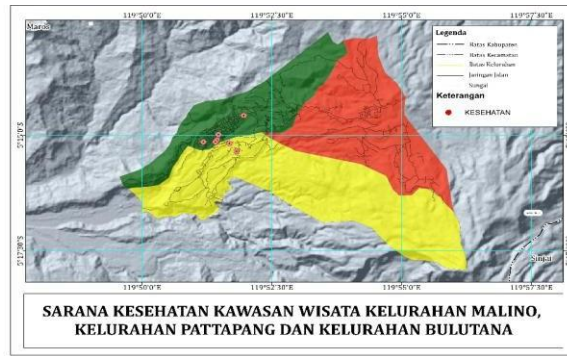 119°50'0"E 119°52'30"E 119°55'0"E 119°57'30"E
Maros
Legenda
Batas Kabupaten
Batas Kecamatan
Batas Kelurahan
Jaringan Jalan
Sungai
Keterangan
KESEHATAN
5°15'0"S
5°17'30"S
Sinjai
119°50'0"E 119°52'30"E 119°55'0"E 119°57'30"E
SARANA KESEHATAN KAWASAN WISATA KELURAHAN MALINO,
KELURAHAN PATTAPANG DAN KELURAHAN BULUTANA